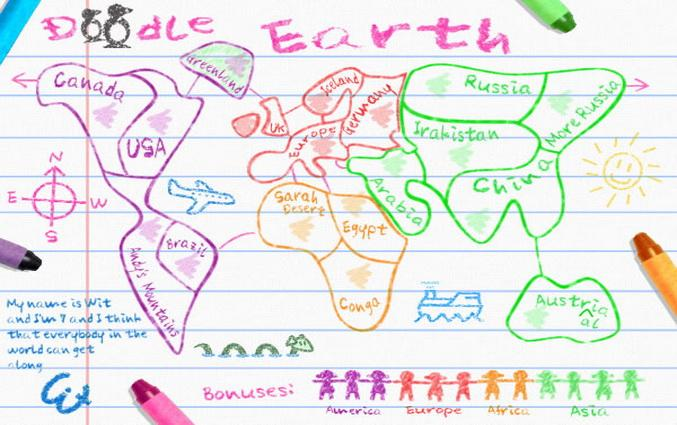 Doodle Earth
Greenland
Canada
USA
Iceland
UK
Germany
Europe
Russia
More Russia
Irakistan
China
Arabia
N
E W
S
Sarah
Desert
Egypt
Brazil
Andy's Mountains
Conga
Austria
al
My name is Wit
and I'm 7 and I think
that everybody in the
world can get
along
Wit
Bonuses:
America Europe Africa Asia